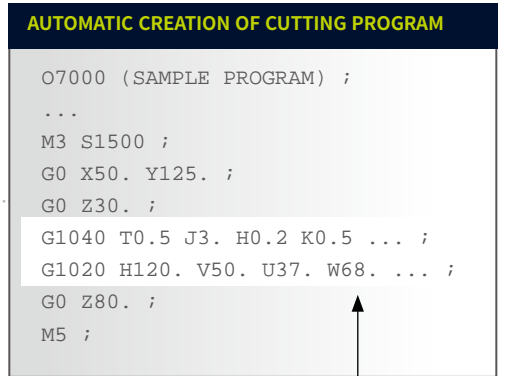 AUTOMATIC CREATION OF CUTTING PROGRAM
O7000 (SAMPLE PROGRAM) ;
...
M3 S1500 ;
G0 X50. Y125. ;
G0 Z30. ;
G1040 T0.5 J3. H0.2 K0.5 ... ;
G1020 H120. V50. U37. W68. ... ;
G0 Z80. ;
M5 ;